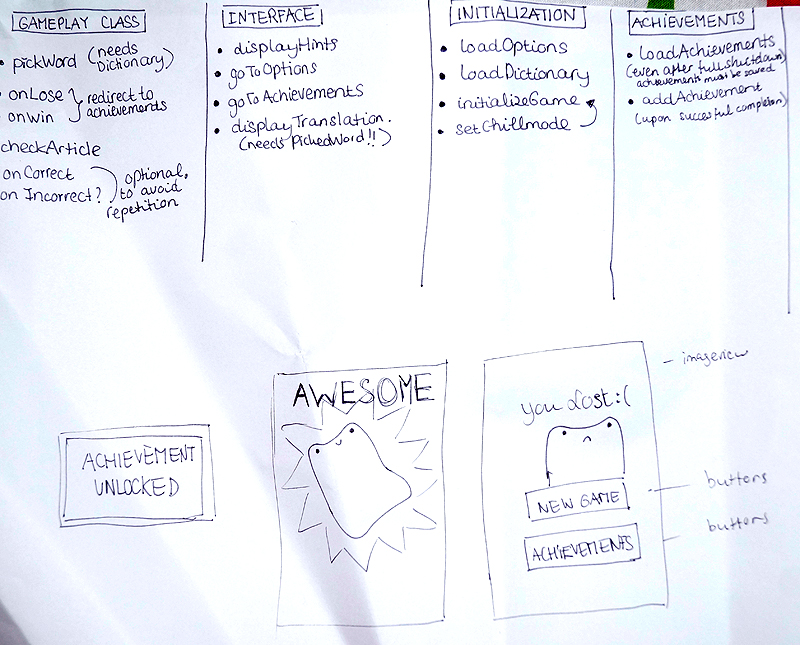 GAMEPLAY CLASS
• pickWord (needs Dictionary)
• onLose
onWin
redirect to achievements
checkArticle
onCorrect
on Incorrect?
optional, to avoid repetition
INTERFACE
• displayHints
• goToOptions
• goToAchievements
• displayTranslation.
(needs PickedWord!!)
INITIALIZATION
• loadOptions
• loadDictionary
• initializeGame
• setChillmode
ACHIEVEMENTS
• loadAchievements
(even after full shutdown)
achievements must be saved
• addAchievement
(upon succesful completion)
ACHIEVEMENT
UNLOCKED
AWESOME
you Lost :(
NEW GAME
ACHIEVEMENTS
imageview
buttons
buttons